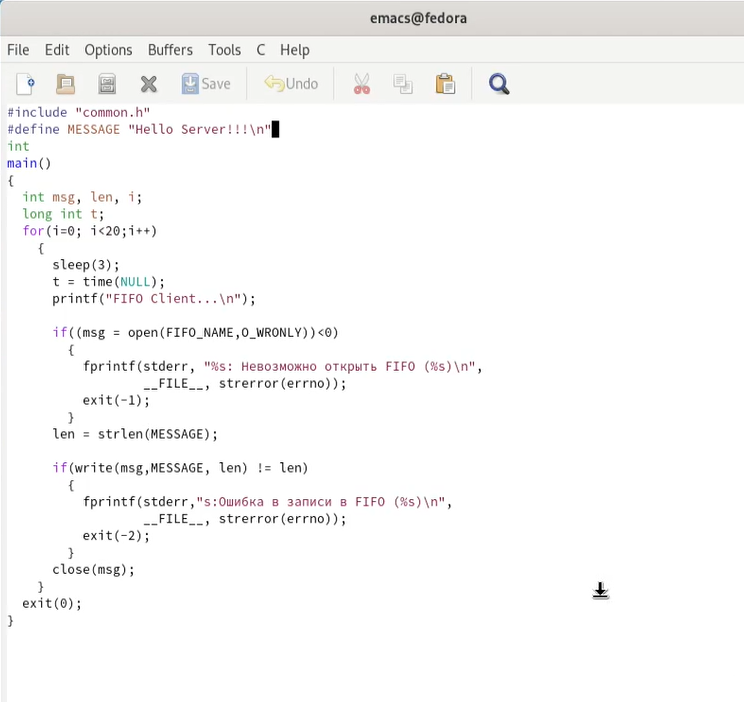 emacs@fedora
File Edit Options Buffers Tools C Help
Save Undo
#include "common.h"
#define MESSAGE "Hello Server!!!\n"
int
main()
{
  int msg, len, i;
  long int t;
  for(i=0; i<20;i++)
    {
      sleep(3);
      t = time(NULL);
      printf("FIFO Client...\n");

      if((msg = open(FIFO_NAME,O_WRONLY))<0)
        {
          fprintf(stderr, "%s: Невозможно открыть FIFO (%s)\n",
                  __FILE__, strerror(errno));
          exit(-1);
        }
      len = strlen(MESSAGE);

      if(write(msg,MESSAGE, len) != len)
        {
          fprintf(stderr,"s:Ошибка в записи в FIFO (%s)\n",
                  __FILE__, strerror(errno));
          exit(-2);
        }
      close(msg);
    }
  exit(0);
}